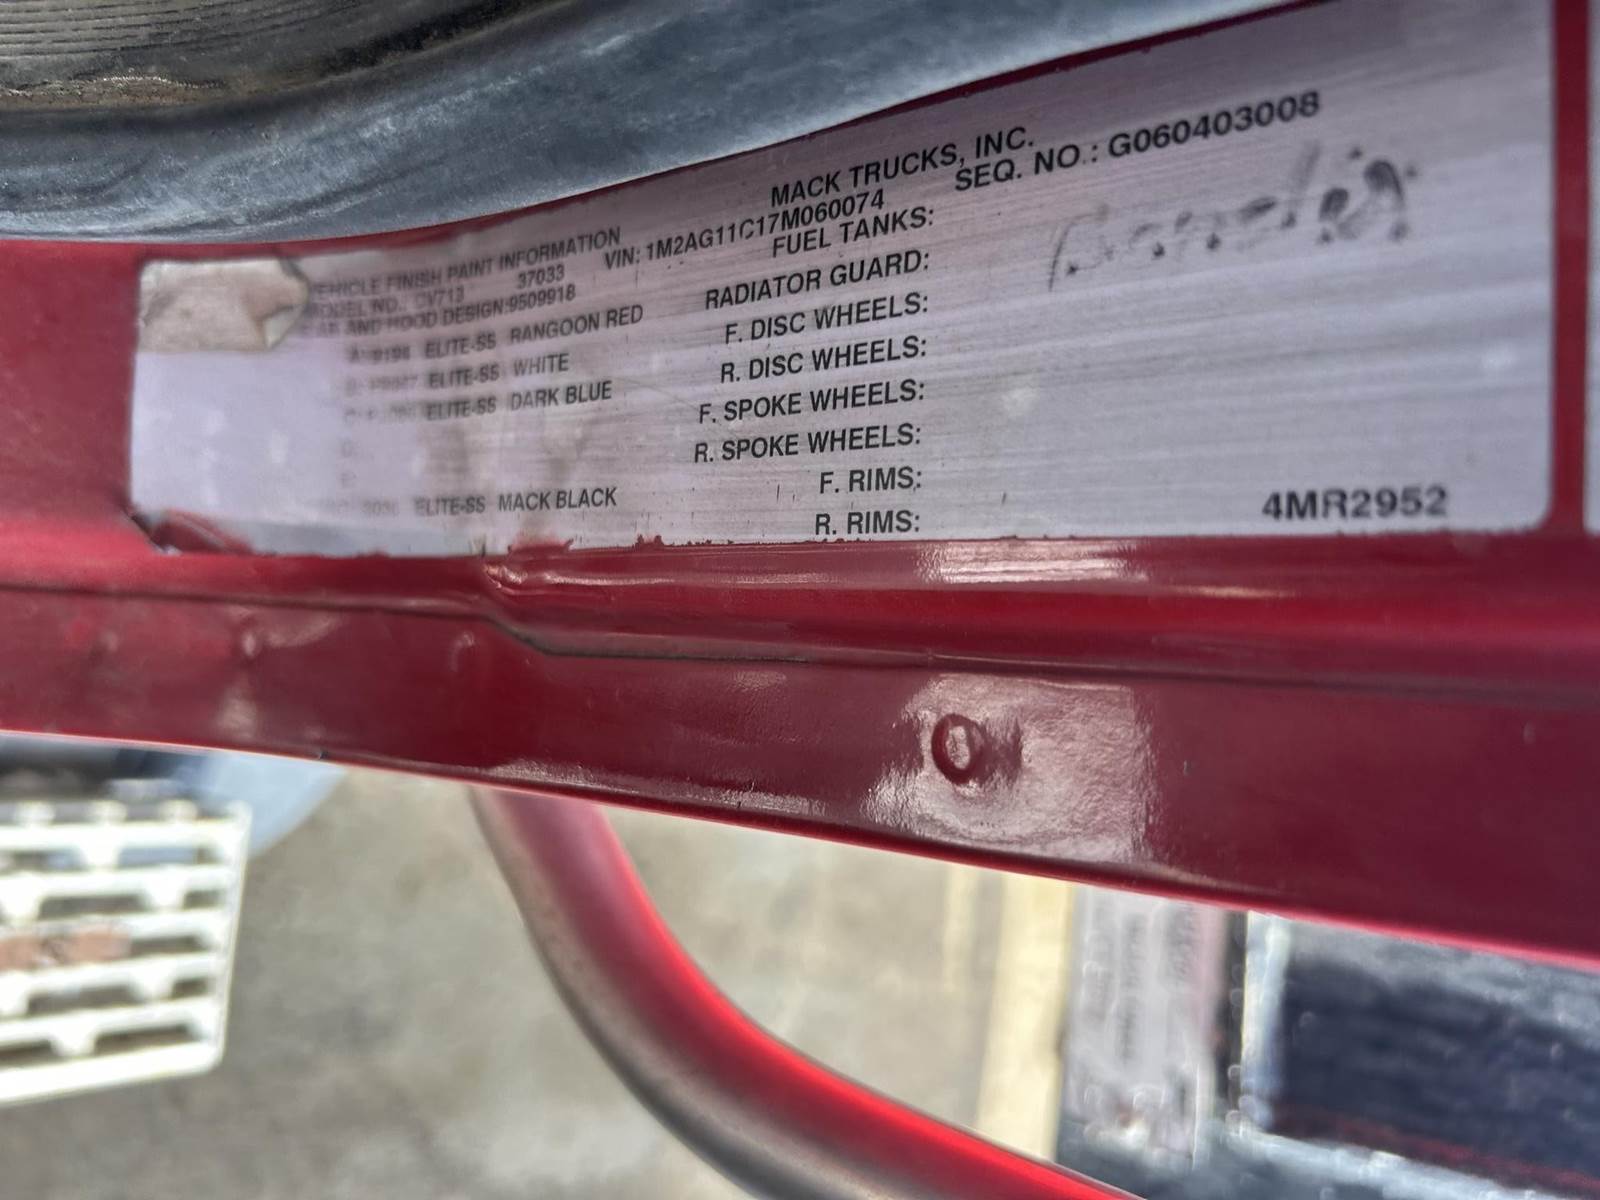 MACK TRUCKS, INC.
VEHICLE FINISH PAINT INFORMATION VIN: 1M2AG11C17M060074 SEQ. NO.: G060403008
MODEL NO.: CV713 37033 FUEL TANKS:
CAB AND HOOD DESIGN:9509918 RADIATOR GUARD:
ELITE-SS RANGOON RED F. DISC WHEELS:
ELITE-SS WHITE R. DISC WHEELS:
ELITE-SS DARK BLUE F. SPOKE WHEELS:
R. SPOKE WHEELS:
F. RIMS:
ELITE-SS MACK BLACK R. RIMS: 4MR2952